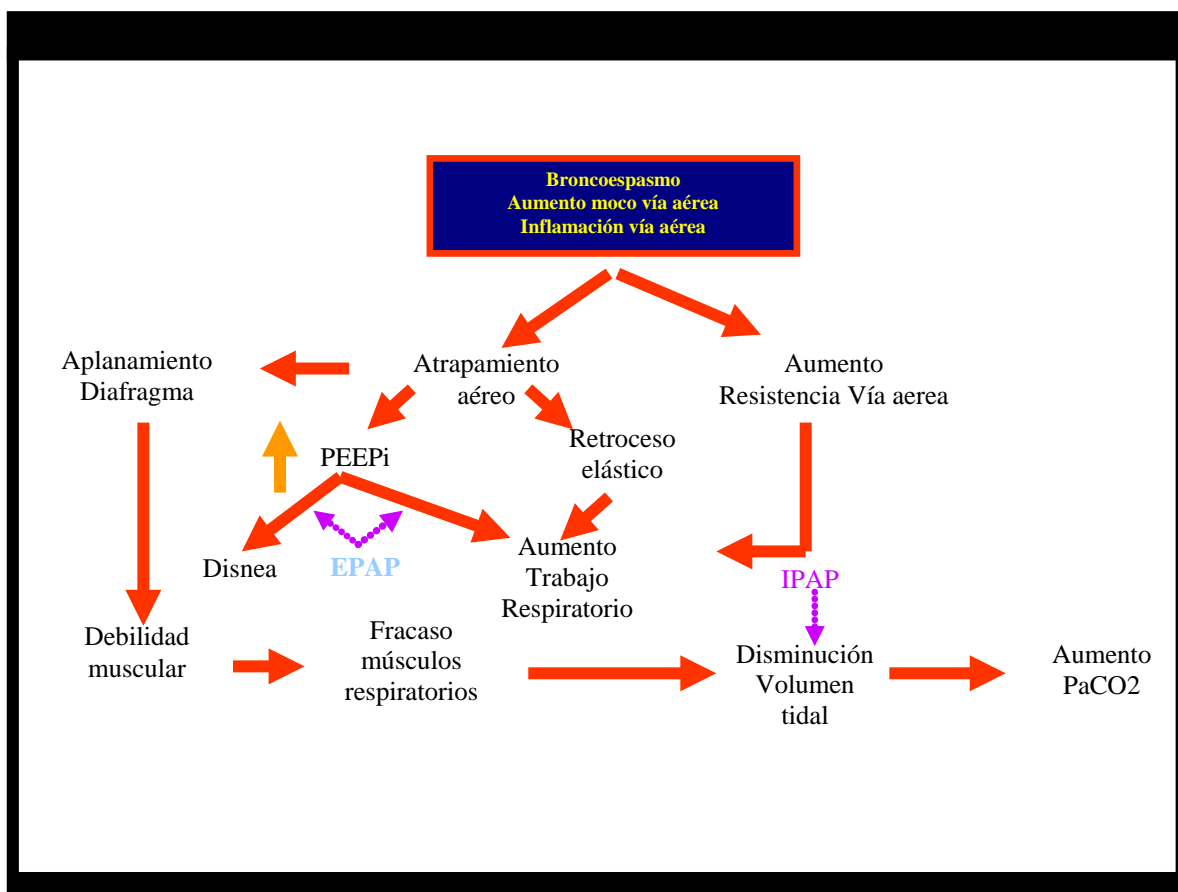 Broncoespasmo
Aumento moco vía aérea
Inflamación vía aérea
Aplanamiento
Diafragma
Atrapamiento
aéreo
Aumento
Resistencia Vía aerea
PEEPi
Retroceso
elástico
Disnea
EPAP
Aumento
Trabajo
Respiratorio
IPAP
Debilidad
muscular
Fracaso
músculos
respiratorios
Disminución
Volumen
tidal
Aumento
PaCO2